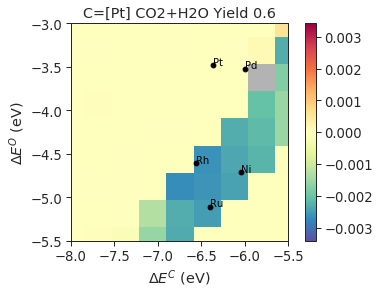 C=[Pt] CO2+H2O Yield 0.6
−3.0
−3.5
−4.0
−4.5
−5.0
−5.5
ΔE^O (eV)
Pt
Pd
Rh
Ni
Ru
−8.0 −7.5 −7.0 −6.5 −6.0 −5.5
ΔE^C (eV)
0.003
0.002
0.001
0.000
−0.001
−0.002
−0.003